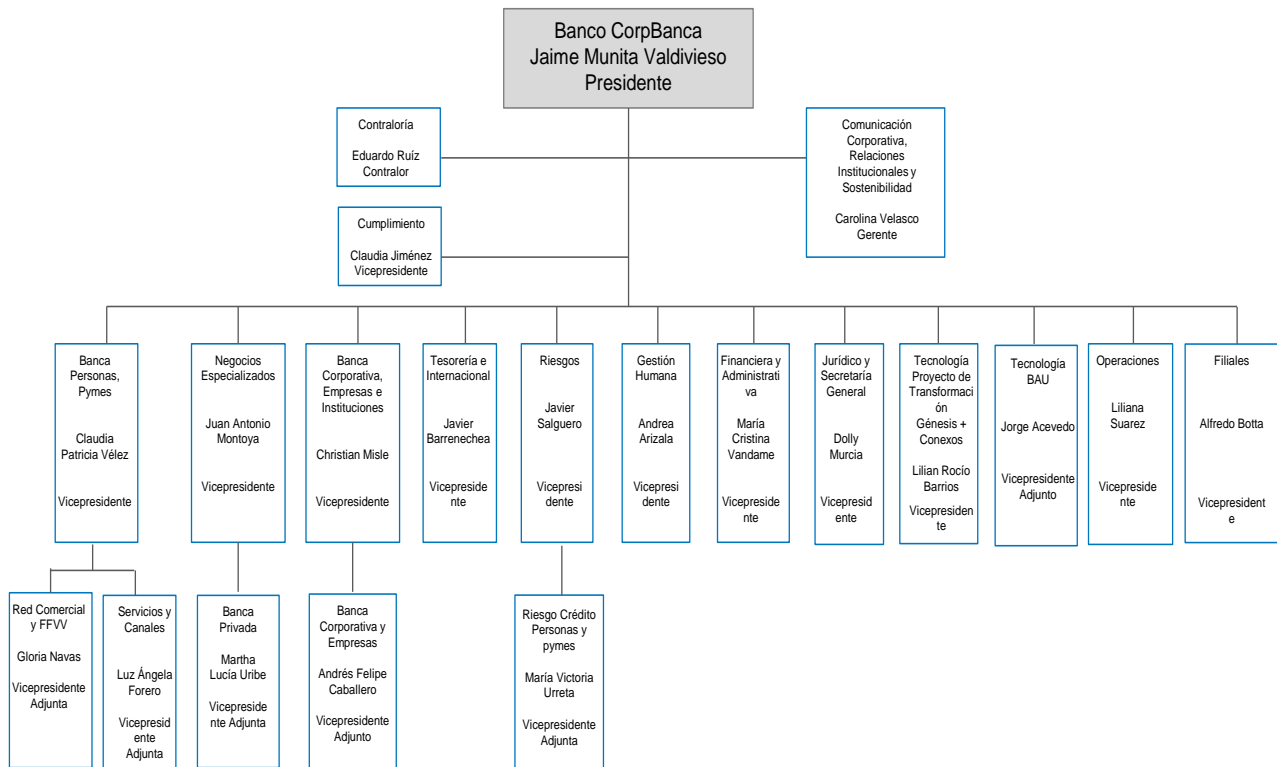 Banco CorpBanca
Jaime Munita Valdivieso
Presidente
Contraloría
Eduardo Ruíz
Contralor
Comunicación
Corporativa,
Relaciones
Institucionales y
Sostenibilidad
Carolina Velasco
Gerente
Cumplimiento
Claudia Jiménez
Vicepresidente
Banca
Personas,
Pymes
Claudia
Patricia Vélez
Vicepresidente
Negocios
Especializados
Juan Antonio
Montoya
Vicepresidente
Banca
Corporativa,
Empresas e
Instituciones
Christian Misle
Vicepresidente
Tesorería e
Internacional
Javier
Barrenechea
Vicepreside
nte
Riesgos
Javier
Salguero
Vicepresi
dente
Gestión
Humana
Andrea
Arizala
Vicepresi
dente
Financiera y
Administrat
iva
María
Cristina
Vandame
Vicepreside
nte
Jurídico y
Secretaría
General
Dolly
Murcia
Vicepresid
ente
Tecnología
Proyecto de
Transformac
ión
Génesis +
Conexos
Lilian Rocío
Barrios
Vicepresiden
te
Tecnología
BAU
Jorge Acevedo
Vicepresidente
Adjunto
Operaciones
Liliana
Suarez
Vicepreside
nte
Filiales
Alfredo Botta
Vicepresident
e
Red Comercial
y FFVV
Gloria Navas
Vicepresidente
Adjunta
Servicios y
Canales
Luz Ángela
Forero
Vicepresid
ente
Adjunta
Banca
Privada
Martha
Lucía Uribe
Vicepreside
nte Adjunta
Banca
Corporativa y
Empresas
Andrés Felipe
Caballero
Vicepresidente
Adjunto
Riesgo Crédito
Personas y
pymes
María Victoria
Urreta
Vicepresidente
Adjunta